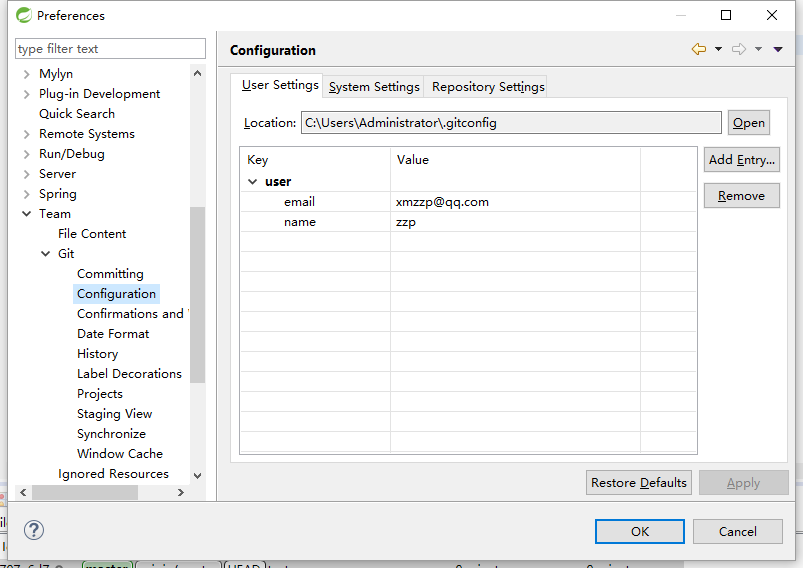 Preferences
type filter text
Mylyn
Plug-in Development
Quick Search
Remote Systems
Run/Debug
Server
Spring
Team
File Content
Git
Committing
Configuration
Confirmations and
Date Format
History
Label Decorations
Projects
Staging View
Synchronize
Window Cache
Ignored Resources
Configuration
User Settings System Settings Repository Settings
Location: C:\Users\Administrator\.gitconfig Open
Key Value
user
email xmzzp@qq.com
name zzp
Add Entry...
Remove
Restore Defaults Apply
OK Cancel